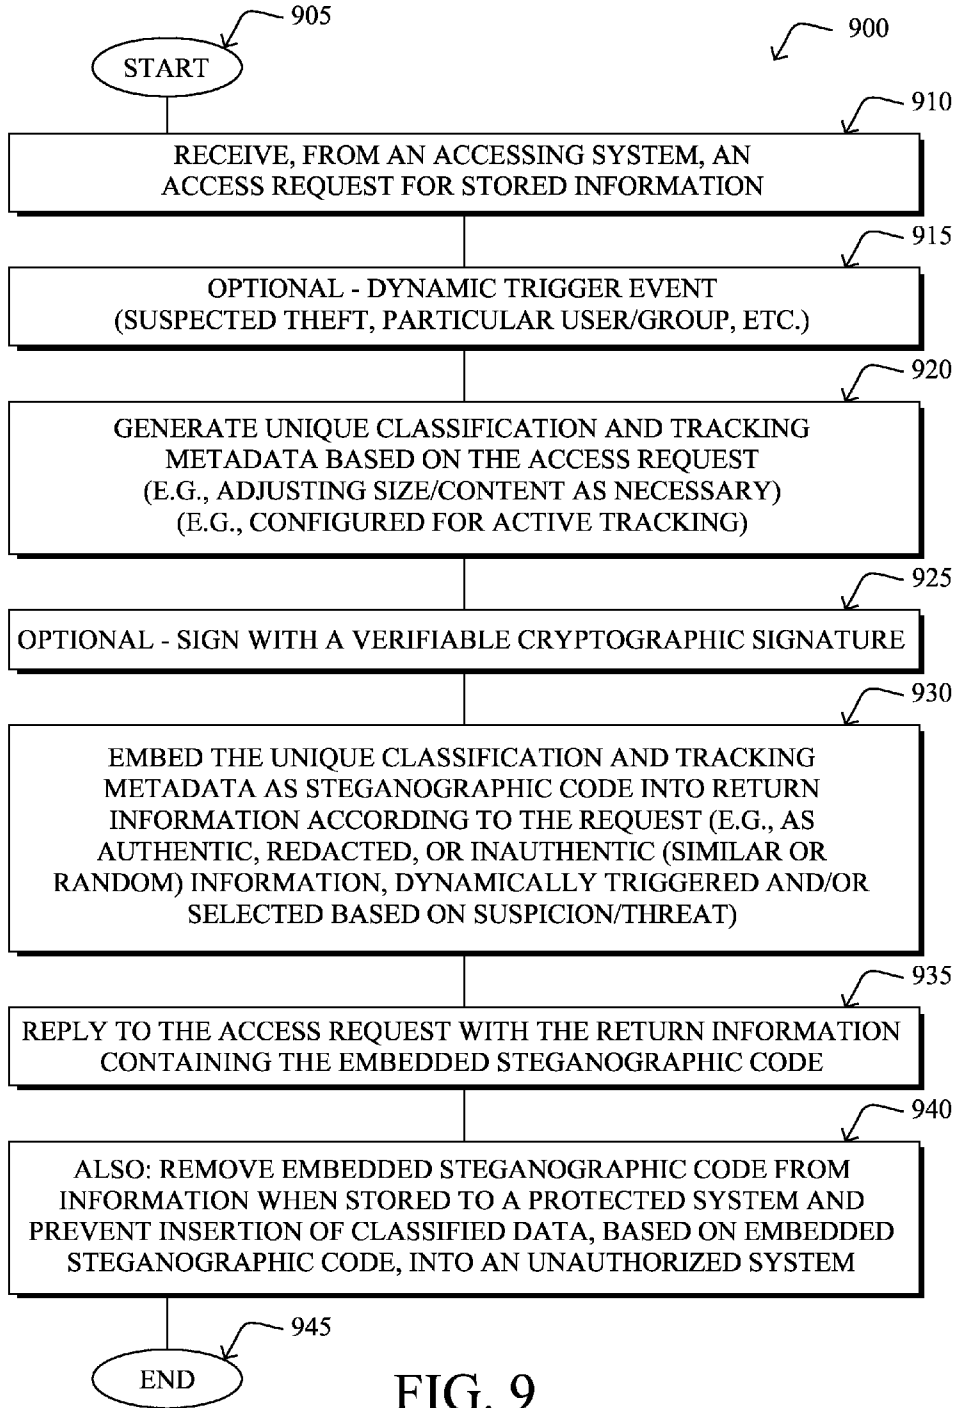 905
900
START
910
RECEIVE, FROM AN ACCESSING SYSTEM, AN
ACCESS REQUEST FOR STORED INFORMATION
915
OPTIONAL - DYNAMIC TRIGGER EVENT
(SUSPECTED THEFT, PARTICULAR USER/GROUP, ETC.)
920
GENERATE UNIQUE CLASSIFICATION AND TRACKING
METADATA BASED ON THE ACCESS REQUEST
(E.G., ADJUSTING SIZE/CONTENT AS NECESSARY)
(E.G., CONFIGURED FOR ACTIVE TRACKING)
925
OPTIONAL - SIGN WITH A VERIFIABLE CRYPTOGRAPHIC SIGNATURE
930
EMBED THE UNIQUE CLASSIFICATION AND TRACKING
METADATA AS STEGANOGRAPHIC CODE INTO RETURN
INFORMATION ACCORDING TO THE REQUEST (E.G., AS
AUTHENTIC, REDACTED, OR INAUTHENTIC (SIMILAR OR
RANDOM) INFORMATION, DYNAMICALLY TRIGGERED AND/OR
SELECTED BASED ON SUSPICION/THREAT)
935
REPLY TO THE ACCESS REQUEST WITH THE RETURN INFORMATION
CONTAINING THE EMBEDDED STEGANOGRAPHIC CODE
940
ALSO: REMOVE EMBEDDED STEGANOGRAPHIC CODE FROM
INFORMATION WHEN STORED TO A PROTECTED SYSTEM AND
PREVENT INSERTION OF CLASSIFIED DATA, BASED ON EMBEDDED
STEGANOGRAPHIC CODE, INTO AN UNAUTHORIZED SYSTEM
945
END
FIG. 9